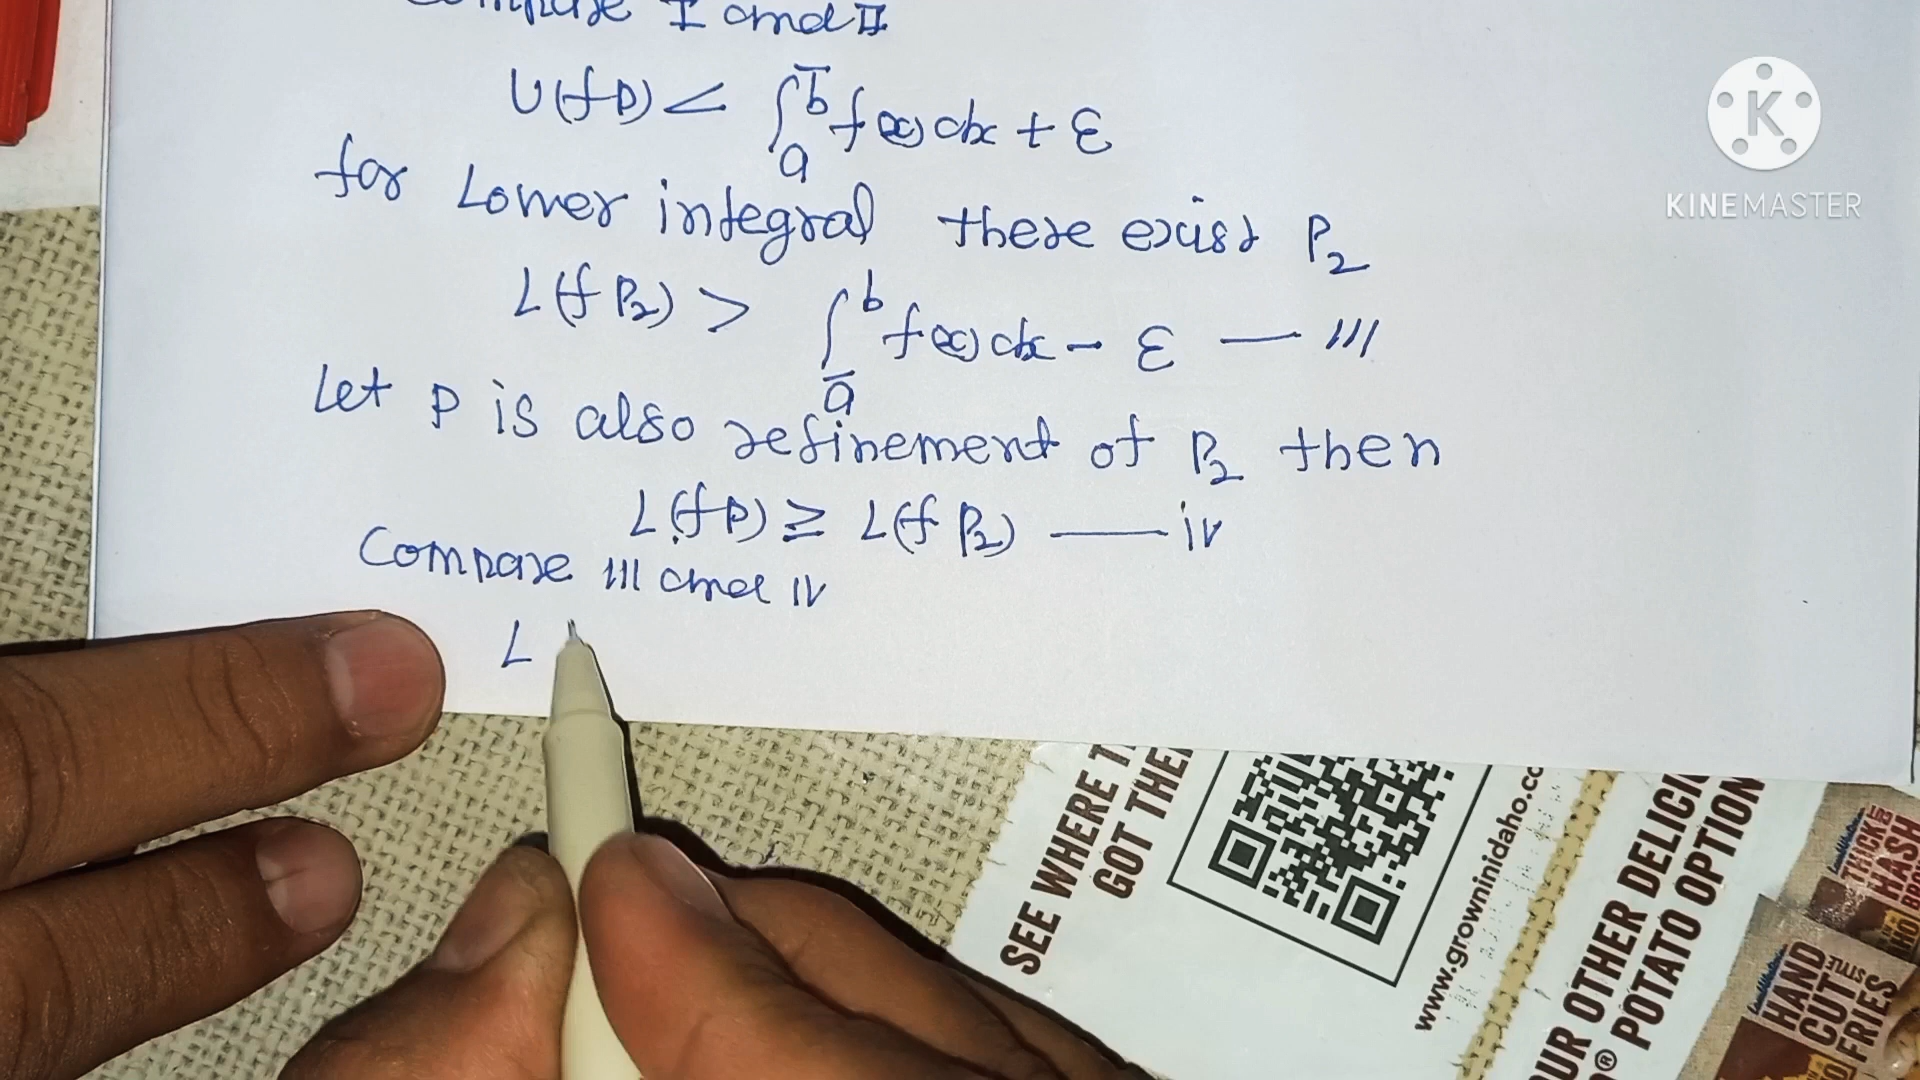 Compare I and II
U(f P) < ∫_a^b̅ f(x) dx + ε
for Lower integral there exist P₂
L(f P₂) > ∫_a̅^b f(x) dx - ε — III
Let P is also refinement of P₂ then
L(f P) ≥ L(f P₂) — iv
Compare III and IV
L
K
KINEMASTER
SEE WHERE T
GOT THE
www.growninidaho.co
OUR OTHER DELICI
POTATO OPTION
THICK
HASH
HAND
CUT
STYLE
FRIES